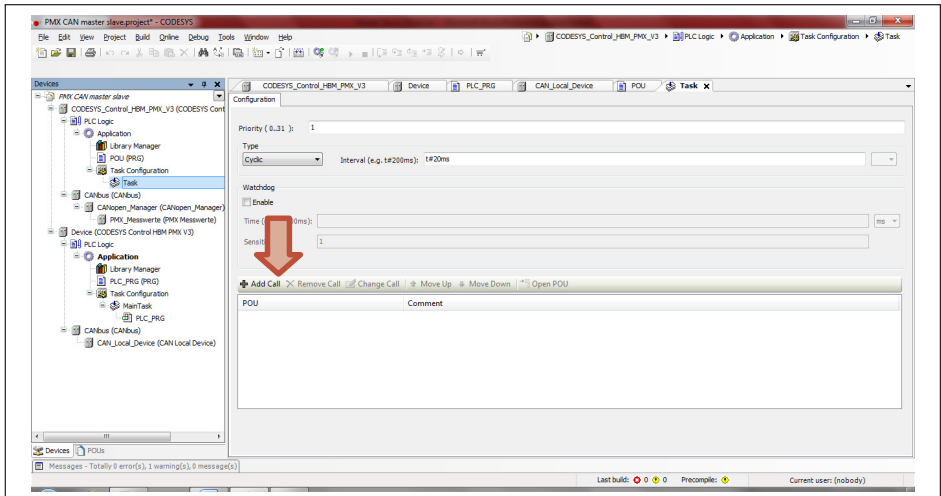 PMX CAN master slave.project* - CODESYS
File Edit View Project Build Online Debug Tools Window Help
CODESYS_Control_HBM_PMX_V3 PLC Logic Application Task Configuration Task
Devices
CODESYS_Control_HBM_PMX_V3 Device PLC_PRG CAN_Local_Device POU Task
PMX CAN master slave
CODESYS_Control_HBM_PMX_V3 (CODESYS Cont
PLC Logic
Application
Library Manager
POU (PRG)
Task Configuration
Task
CANbus (CANbus)
CANopen_Manager (CANopen_Manager)
PMX_Messwerte (PMX Messwerte)
Device (CODESYS Control HBM PMX V3)
PLC Logic
Application
Library Manager
PLC_PRG (PRG)
Task Configuration
MainTask
PLC_PRG
CANbus (CANbus)
CAN_Local_Device (CAN Local Device)
Devices POUs
Configuration
Priority ( 0..31 ): 1
Type
Cyclic Interval (e.g. t#200ms): t#20ms
Watchdog
Enable
Time ( 0ms): ms
Sensiti 1
Add Call Remove Call Change Call Move Up Move Down Open POU
POU Comment
Messages - Totally 0 error(s), 1 warning(s), 0 message(s)
Last build: 0 0 Precompile: Current user: (nobody)